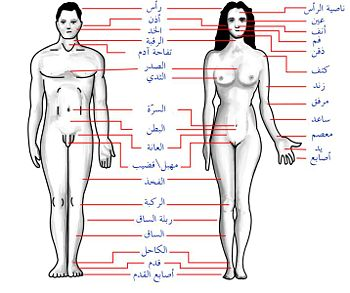 رأس
أذن
الخد
الرقبة
تفاحة آدم
الصدر
الثدي
السرّة
البطن
العانة
مهبل\قضيب
الفخذ
الركبة
ربلة الساق
الساق
الكاحل
قدم
أصابع القدم
ناصية الرأس
عين
أنف
فم
ذقن
كتف
زند
مرفق
ساعد
معصم
يد
أصابع